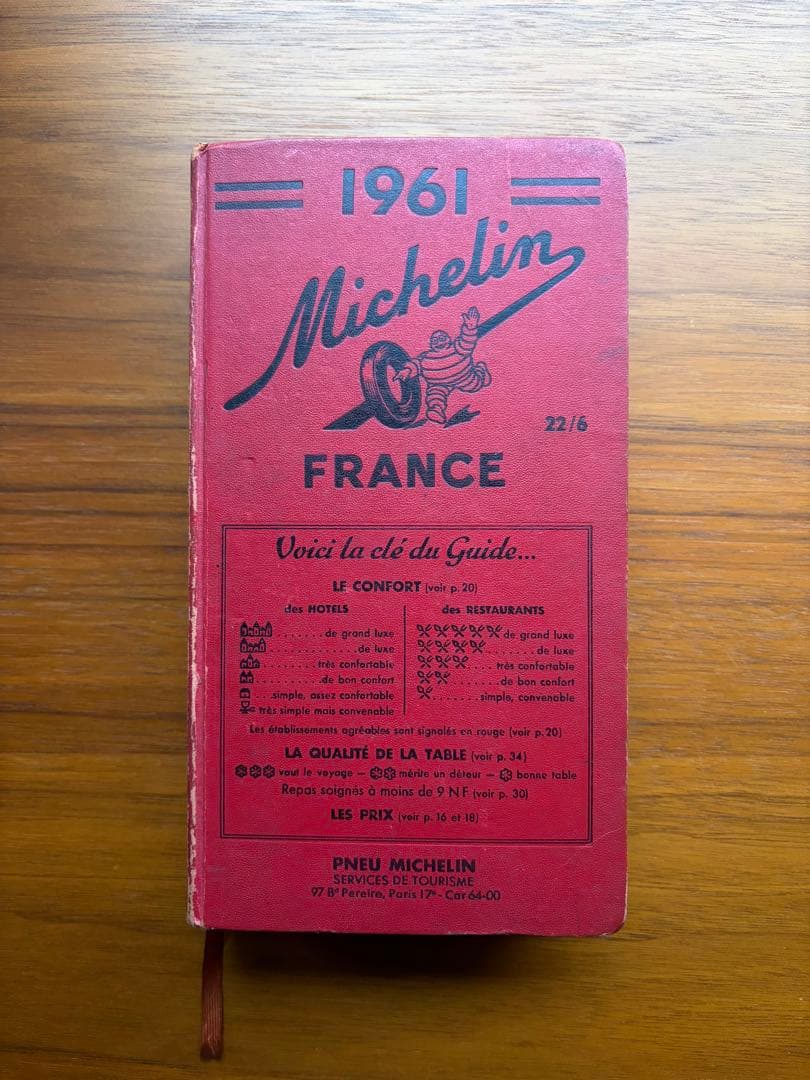 1961
Michelin
22/6
FRANCE
Voici la clé du Guide...
LE CONFORT (voir p. 20)
des HOTELS
........de grand luxe
..............de luxe
.........très confortable
..........de bon confort
...simple, assez confortable
très simple mais convenable
des RESTAURANTS
de grand luxe
........de luxe
....très confortable
.......de bon confort
.......simple, convenable
Les établissements agréables sont signalés en rouge (voir p. 20)
LA QUALITÉ DE LA TABLE (voir p. 34)
vaut le voyage — mérite un détour — bonne table
Repas soignés à moins de 9 NF (voir p. 30)
LES PRIX (voir p. 16 et 18)
PNEU MICHELIN
SERVICES DE TOURISME
97 Bd Pereire, Paris 17e - Car 64-00